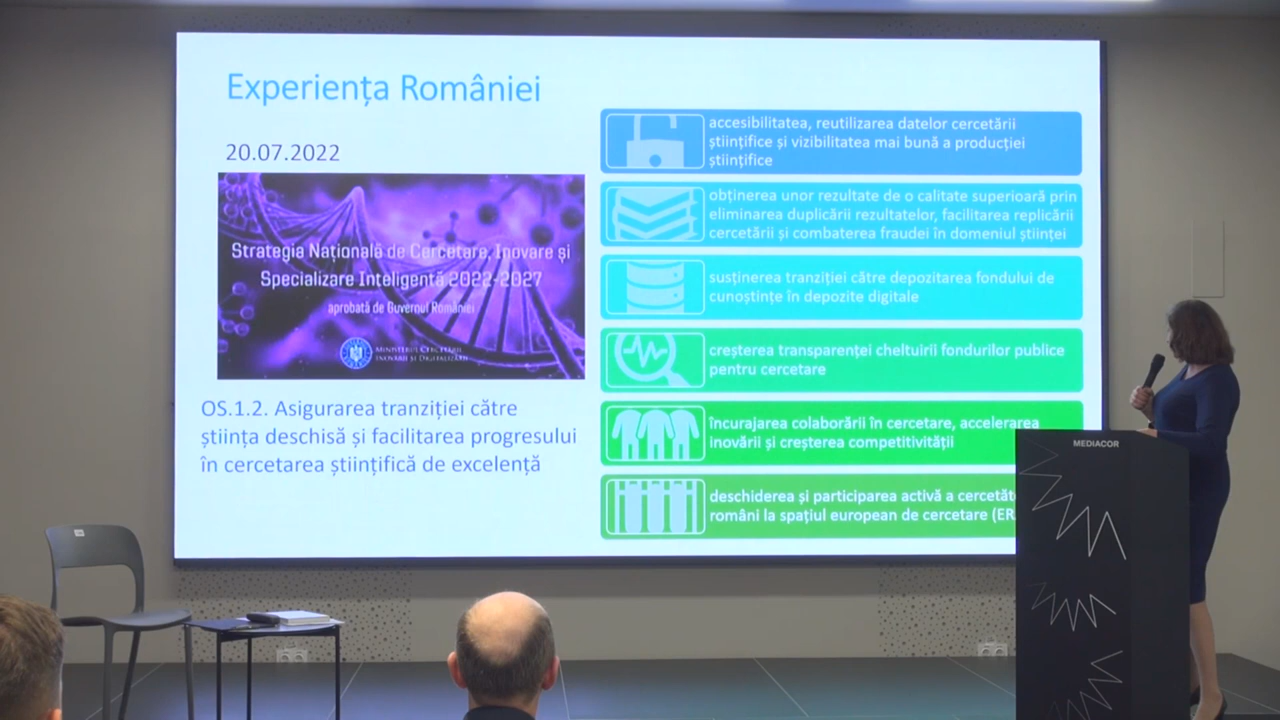 Experiența României
20.07.2022
Strategia Națională de Cercetare, Inovare și
Specializare Inteligentă 2022-2027
aprobată de Guvernul României
MINISTERUL CERCETĂRII
INOVĂRII ȘI DIGITALIZĂRII
OS.1.2. Asigurarea tranziției către
știința deschisă și facilitarea progresului
în cercetarea științifică de excelență
accesibilitatea, reutilizarea datelor cercetării
științifice și vizibilitatea mai bună a producției
științifice
obținerea unor rezultate de o calitate superioară prin
eliminarea duplicării rezultatelor, facilitarea replicării
cercetării și combaterea fraudei în domeniul științei
susținerea tranziției către depozitarea fondului de
cunoștințe în depozite digitale
creșterea transparenței cheltuirii fondurilor publice
pentru cercetare
încurajarea colaborării în cercetare, accelerarea
inovării și creșterea competitivității
deschiderea și participarea activă a
români la spațiul european de cercetare
MEDIACOR